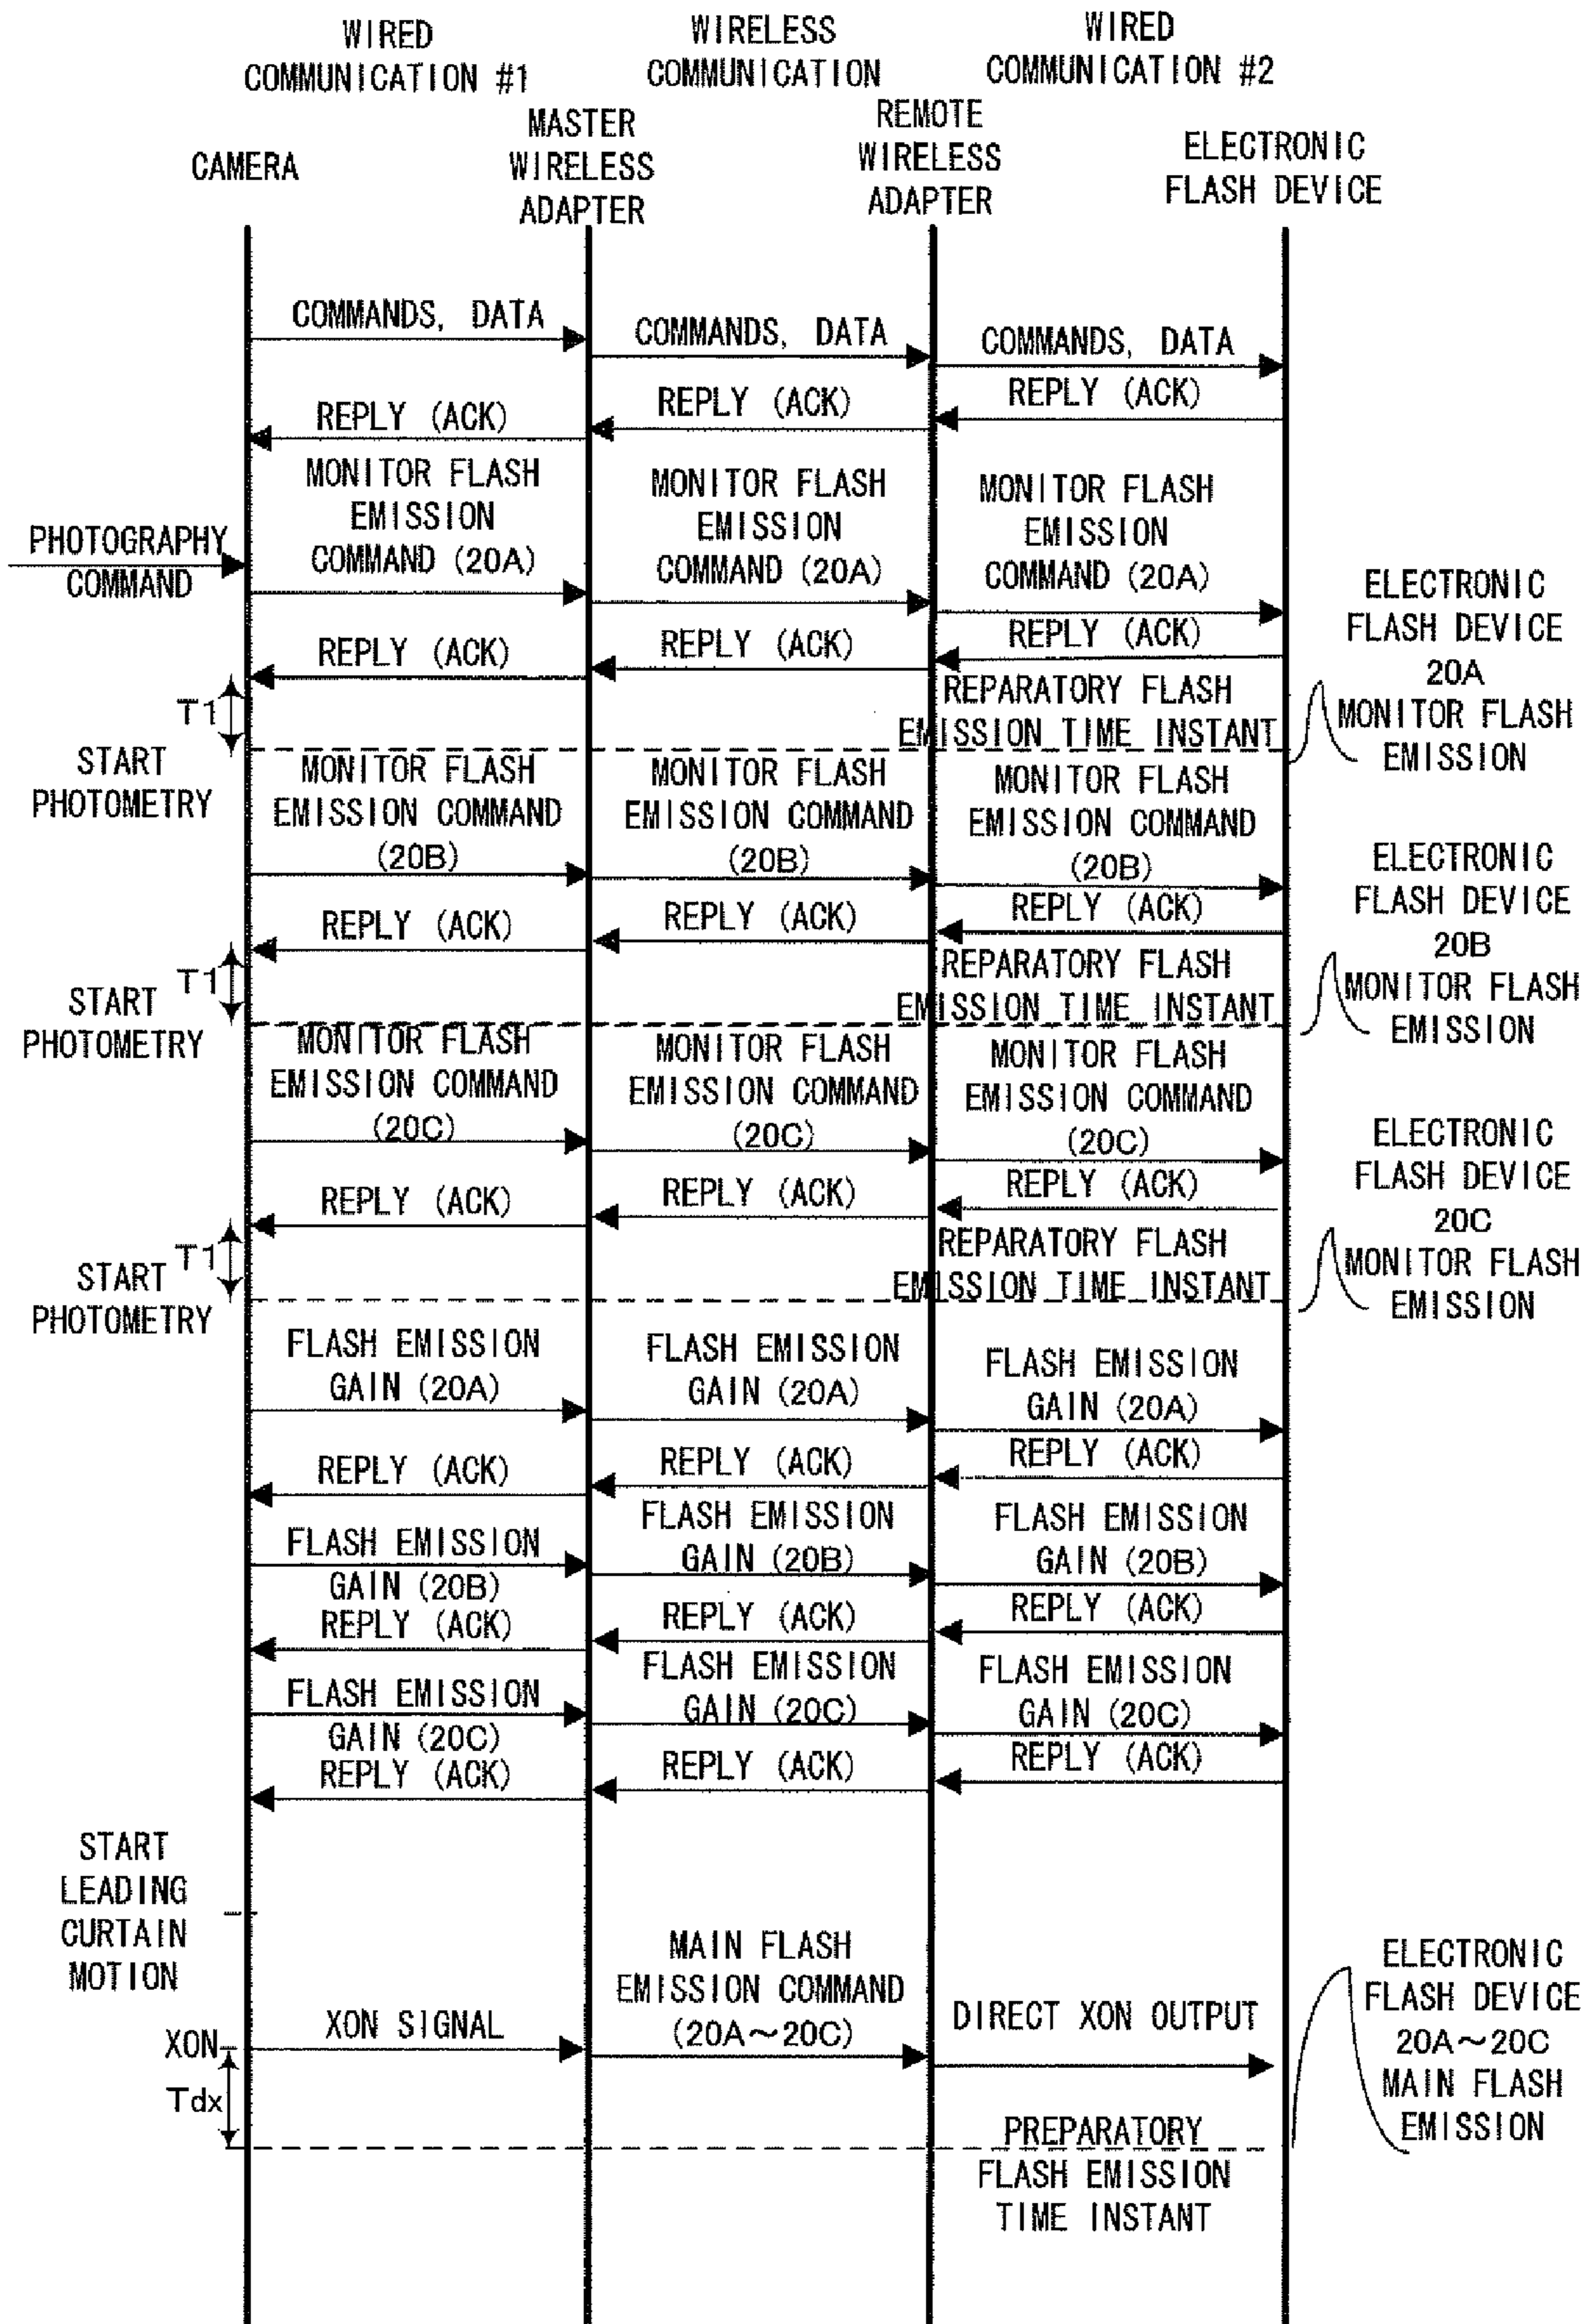 WIRED
COMMUNICATION #1
WIRELESS
COMMUNICATION
WIRED
COMMUNICATION #2
CAMERA
MASTER
WIRELESS
ADAPTER
REMOTE
WIRELESS
ADAPTER
ELECTRONIC
FLASH DEVICE
COMMANDS, DATA
COMMANDS, DATA
COMMANDS, DATA
REPLY (ACK)
REPLY (ACK)
REPLY (ACK)
PHOTOGRAPHY
COMMAND
MONITOR FLASH
EMISSION
COMMAND (20A)
MONITOR FLASH
EMISSION
COMMAND (20A)
MONITOR FLASH
EMISSION
COMMAND (20A)
REPLY (ACK)
REPLY (ACK)
REPLY (ACK)
T1
REPARATORY FLASH
EMISSION TIME INSTANT
ELECTRONIC
FLASH DEVICE
20A
MONITOR FLASH
EMISSION
START
PHOTOMETRY
MONITOR FLASH
EMISSION COMMAND
(20B)
MONITOR FLASH
EMISSION COMMAND
(20B)
MONITOR FLASH
EMISSION COMMAND
(20B)
REPLY (ACK)
REPLY (ACK)
REPLY (ACK)
T1
REPARATORY FLASH
EMISSION TIME INSTANT
ELECTRONIC
FLASH DEVICE
20B
MONITOR FLASH
EMISSION
START
PHOTOMETRY
MONITOR FLASH
EMISSION COMMAND
(20C)
MONITOR FLASH
EMISSION COMMAND
(20C)
MONITOR FLASH
EMISSION COMMAND
(20C)
REPLY (ACK)
REPLY (ACK)
REPLY (ACK)
T1
REPARATORY FLASH
EMISSION TIME INSTANT
ELECTRONIC
FLASH DEVICE
20C
MONITOR FLASH
EMISSION
START
PHOTOMETRY
FLASH EMISSION
GAIN (20A)
FLASH EMISSION
GAIN (20A)
FLASH EMISSION
GAIN (20A)
REPLY (ACK)
REPLY (ACK)
REPLY (ACK)
FLASH EMISSION
GAIN (20B)
FLASH EMISSION
GAIN (20B)
FLASH EMISSION
GAIN (20B)
REPLY (ACK)
REPLY (ACK)
REPLY (ACK)
FLASH EMISSION
GAIN (20C)
FLASH EMISSION
GAIN (20C)
FLASH EMISSION
GAIN (20C)
REPLY (ACK)
REPLY (ACK)
REPLY (ACK)
START
LEADING
CURTAIN
MOTION
XON
XON SIGNAL
MAIN FLASH
EMISSION COMMAND
(20A～20C)
DIRECT XON OUTPUT
ELECTRONIC
FLASH DEVICE
20A～20C
MAIN FLASH
EMISSION
Tdx
PREPARATORY
FLASH EMISSION
TIME INSTANT